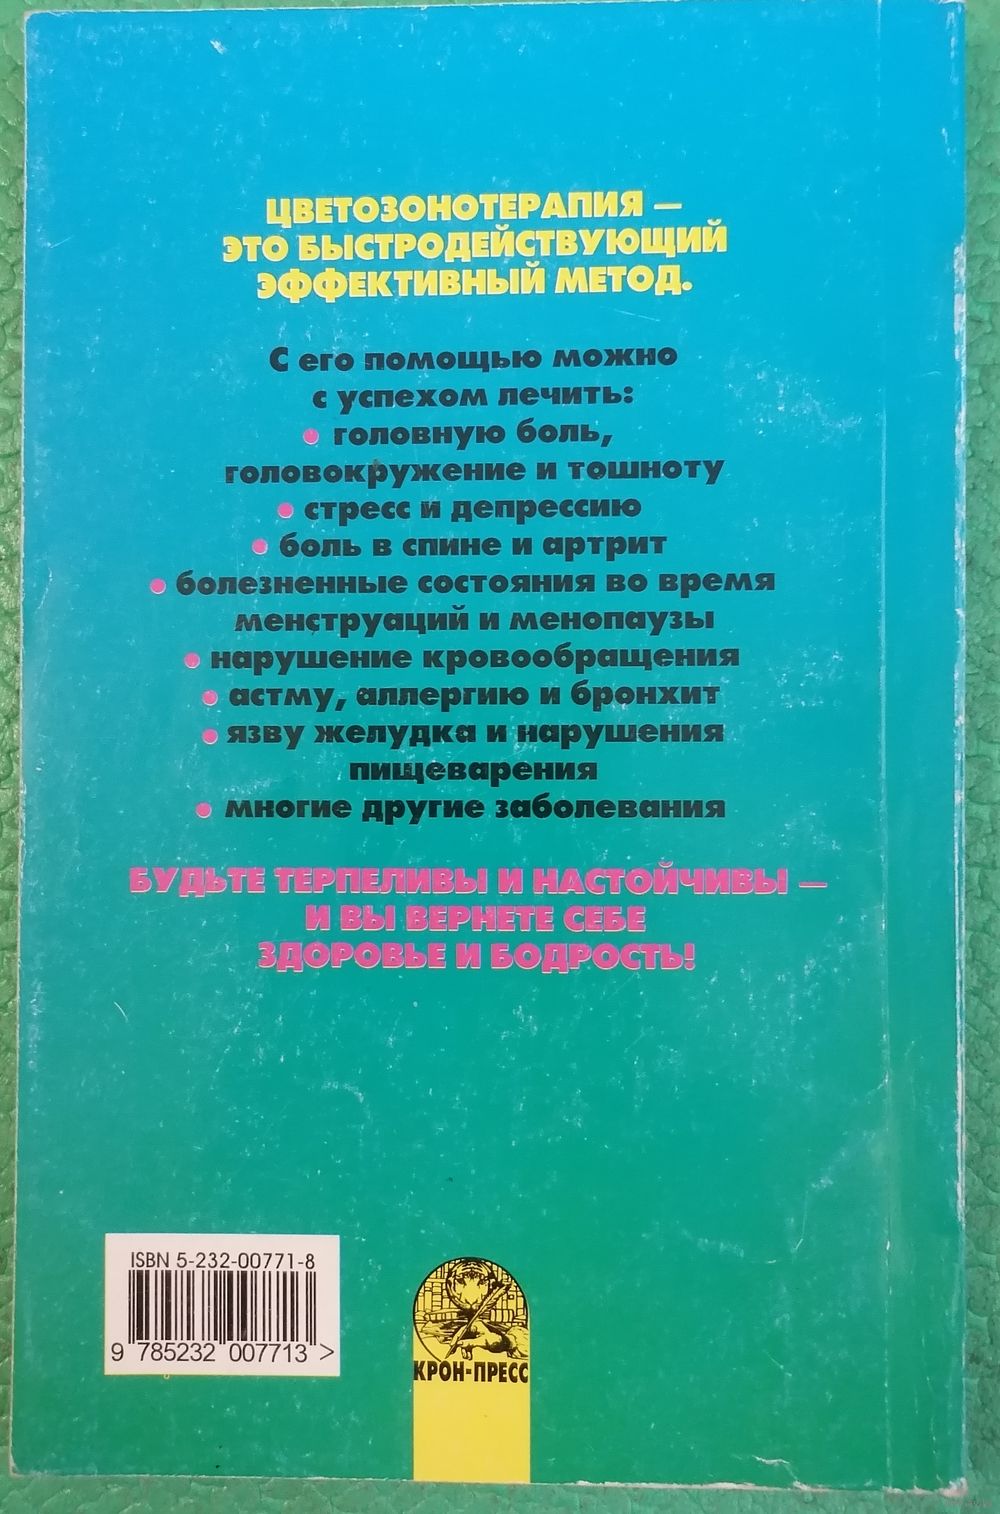 ЦВЕТОЗОНОТЕРАПИЯ —
ЭТО БЫСТРОДЕЙСТВУЮЩИЙ
ЭФФЕКТИВНЫЙ МЕТОД.
С его помощью можно
с успехом лечить:
• головную боль,
головокружение и тошноту
• стресс и депрессию
• боль в спине и артрит
• болезненные состояния во время
менструаций и менопаузы
• нарушение кровообращения
• астму, аллергию и бронхит
• язву желудка и нарушения
пищеварения
• многие другие заболевания
БУДЬТЕ ТЕРПЕЛИВЫ И НАСТОЙЧИВЫ —
И ВЫ ВЕРНЕТЕ СЕБЕ
ЗДОРОВЬЕ И БОДРОСТЬ!
ISBN 5-232-00771-8
9 785232 007713 >
КРОН-ПРЕСС